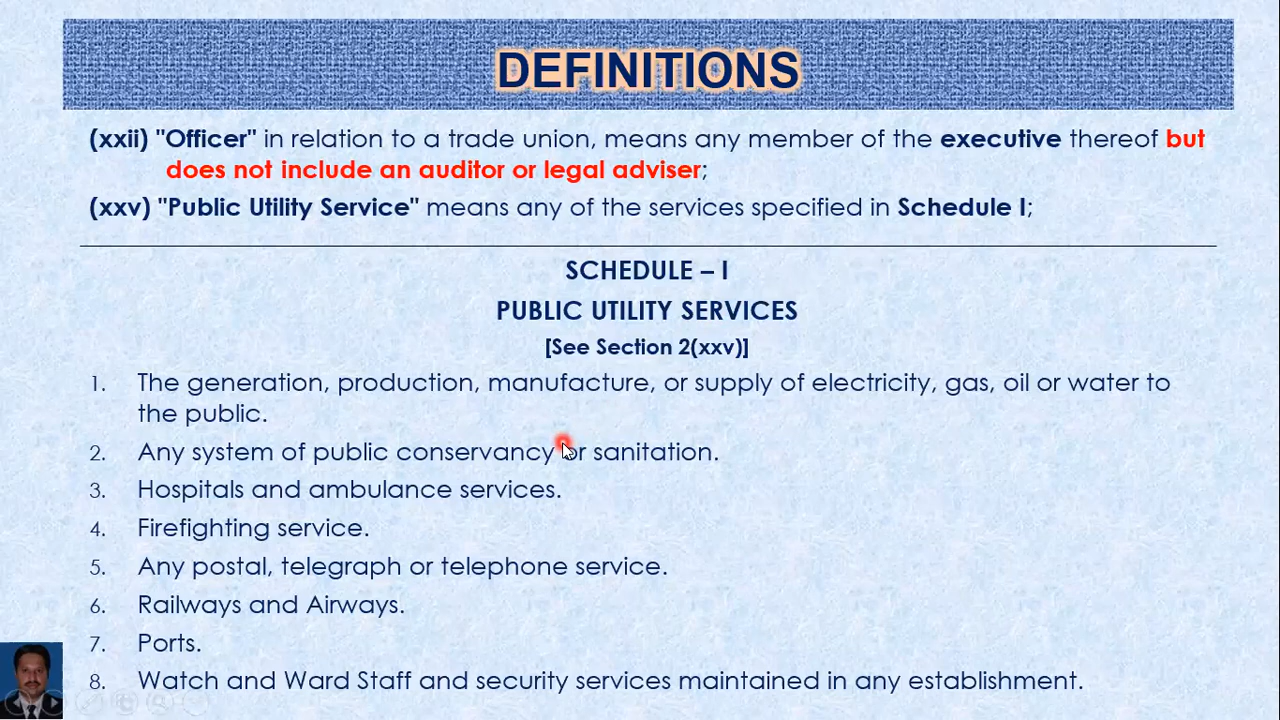 DEFINITIONS
(xxii) "Officer" in relation to a trade union, means any member of the executive thereof but
does not include an auditor or legal adviser;
(xxv) "Public Utility Service" means any of the services specified in Schedule I;
SCHEDULE – I
PUBLIC UTILITY SERVICES
[See Section 2(xxv)]
1. The generation, production, manufacture, or supply of electricity, gas, oil or water to
the public.
2. Any system of public conservancy or sanitation.
3. Hospitals and ambulance services.
4. Firefighting service.
5. Any postal, telegraph or telephone service.
6. Railways and Airways.
7. Ports.
8. Watch and Ward Staff and security services maintained in any establishment.